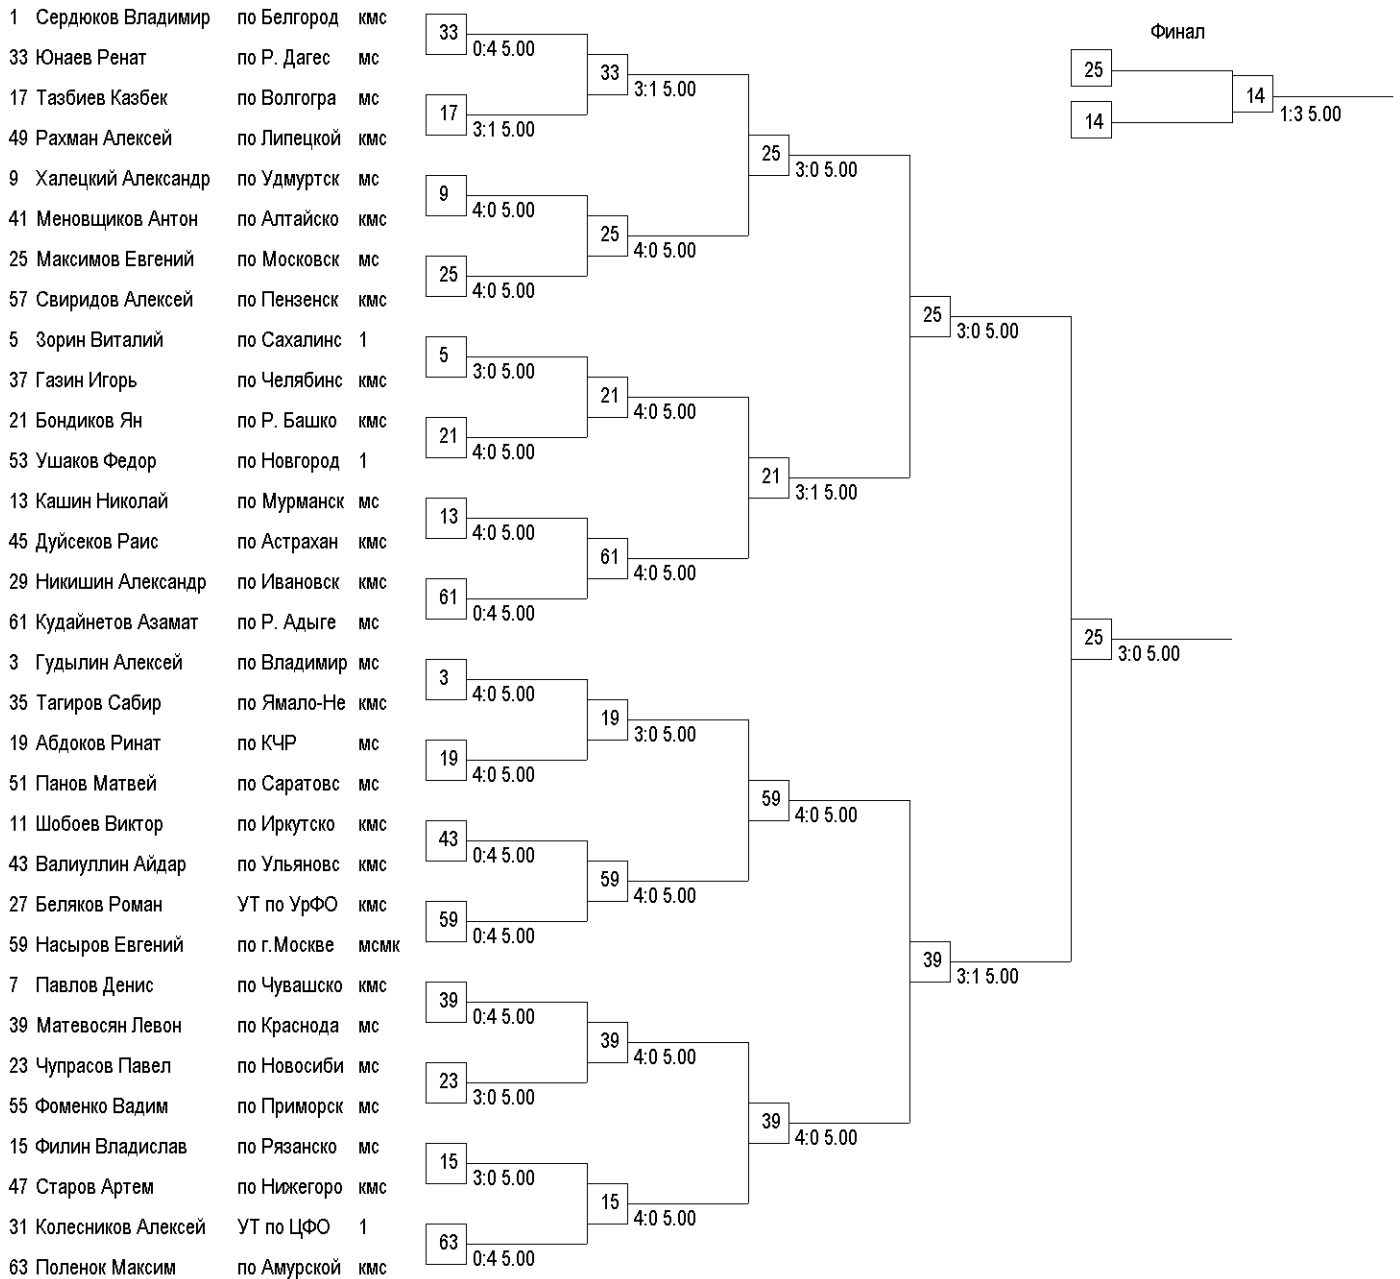 1 Сердюков Владимир по Белгород кмс
33 Юнаев Ренат по Р. Дагес мс
17 Тазбиев Казбек по Волгогра мс
49 Рахман Алексей по Липецкой кмс
9 Халецкий Александр по Удмуртск мс
41 Меновщиков Антон по Алтайско кмс
25 Максимов Евгений по Московск мс
57 Свиридов Алексей по Пензенск кмс
5 Зорин Виталий по Сахалинс 1
37 Газин Игорь по Челябинс кмс
21 Бондиков Ян по Р. Башко кмс
53 Ушаков Федор по Новгород 1
13 Кашин Николай по Мурманск мс
45 Дуйсеков Раис по Астрахан кмс
29 Никишин Александр по Ивановск кмс
61 Кудайнетов Азамат по Р. Адыге мс
3 Гудылин Алексей по Владимир мс
35 Тагиров Сабир по Ямало-Не кмс
19 Абдоков Ринат по КЧР мс
51 Панов Матвей по Саратовс мс
11 Шобоев Виктор по Иркутско кмс
43 Валиуллин Айдар по Ульяновс кмс
27 Беляков Роман УТ по УрФО кмс
59 Насыров Евгений по г.Москве мсмк
7 Павлов Денис по Чувашско кмс
39 Матевосян Левон по Краснода мс
23 Чупрасов Павел по Новосиби мс
55 Фоменко Вадим по Приморск мс
15 Филин Владислав по Рязанско мс
47 Старов Артем по Нижегоро кмс
31 Колесников Алексей УТ по ЦФО 1
63 Поленок Максим по Амурской кмс
33
0:4 5.00
17
3:1 5.00
9
4:0 5.00
25
4:0 5.00
5
3:0 5.00
21
4:0 5.00
13
4:0 5.00
61
0:4 5.00
3
4:0 5.00
19
4:0 5.00
43
0:4 5.00
59
0:4 5.00
39
0:4 5.00
23
3:0 5.00
15
3:0 5.00
63
0:4 5.00
33
3:1 5.00
25
4:0 5.00
21
4:0 5.00
61
4:0 5.00
19
3:0 5.00
59
4:0 5.00
39
4:0 5.00
15
4:0 5.00
25
3:0 5.00
21
3:1 5.00
59
4:0 5.00
39
4:0 5.00
25
3:0 5.00
39
3:1 5.00
25
3:0 5.00
Финал
25
14
14
1:3 5.00